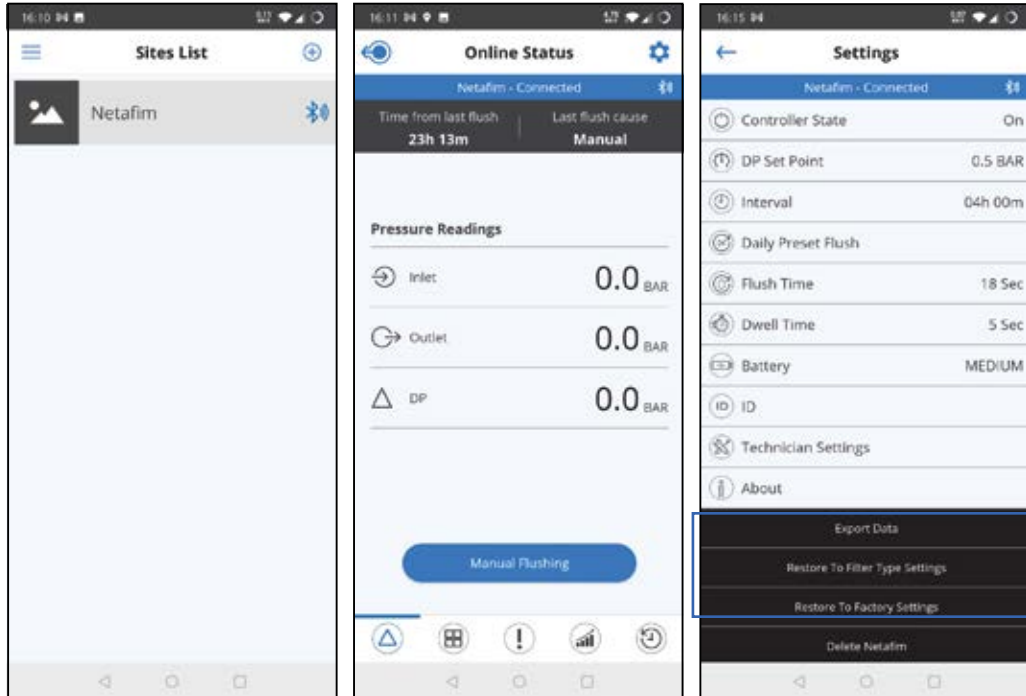 16:10
Sites List
Netafim
16:11
Online Status
Netafim - Connected
Time from last flush
23h 13m
Last flush cause
Manual
Pressure Readings
Inlet
0.0 BAR
Outlet
0.0 BAR
DP
0.0 BAR
Manual Flushing
16:15
Settings
Netafim - Connected
Controller State On
DP Set Point 0.5 BAR
Interval 04h 00m
Daily Preset Flush
Flush Time 18 Sec
Dwell Time 5 Sec
Battery MEDIUM
ID ID
Technician Settings
About
Export Data
Restore To Filter Type Settings
Restore To Factory Settings
Delete Netafim